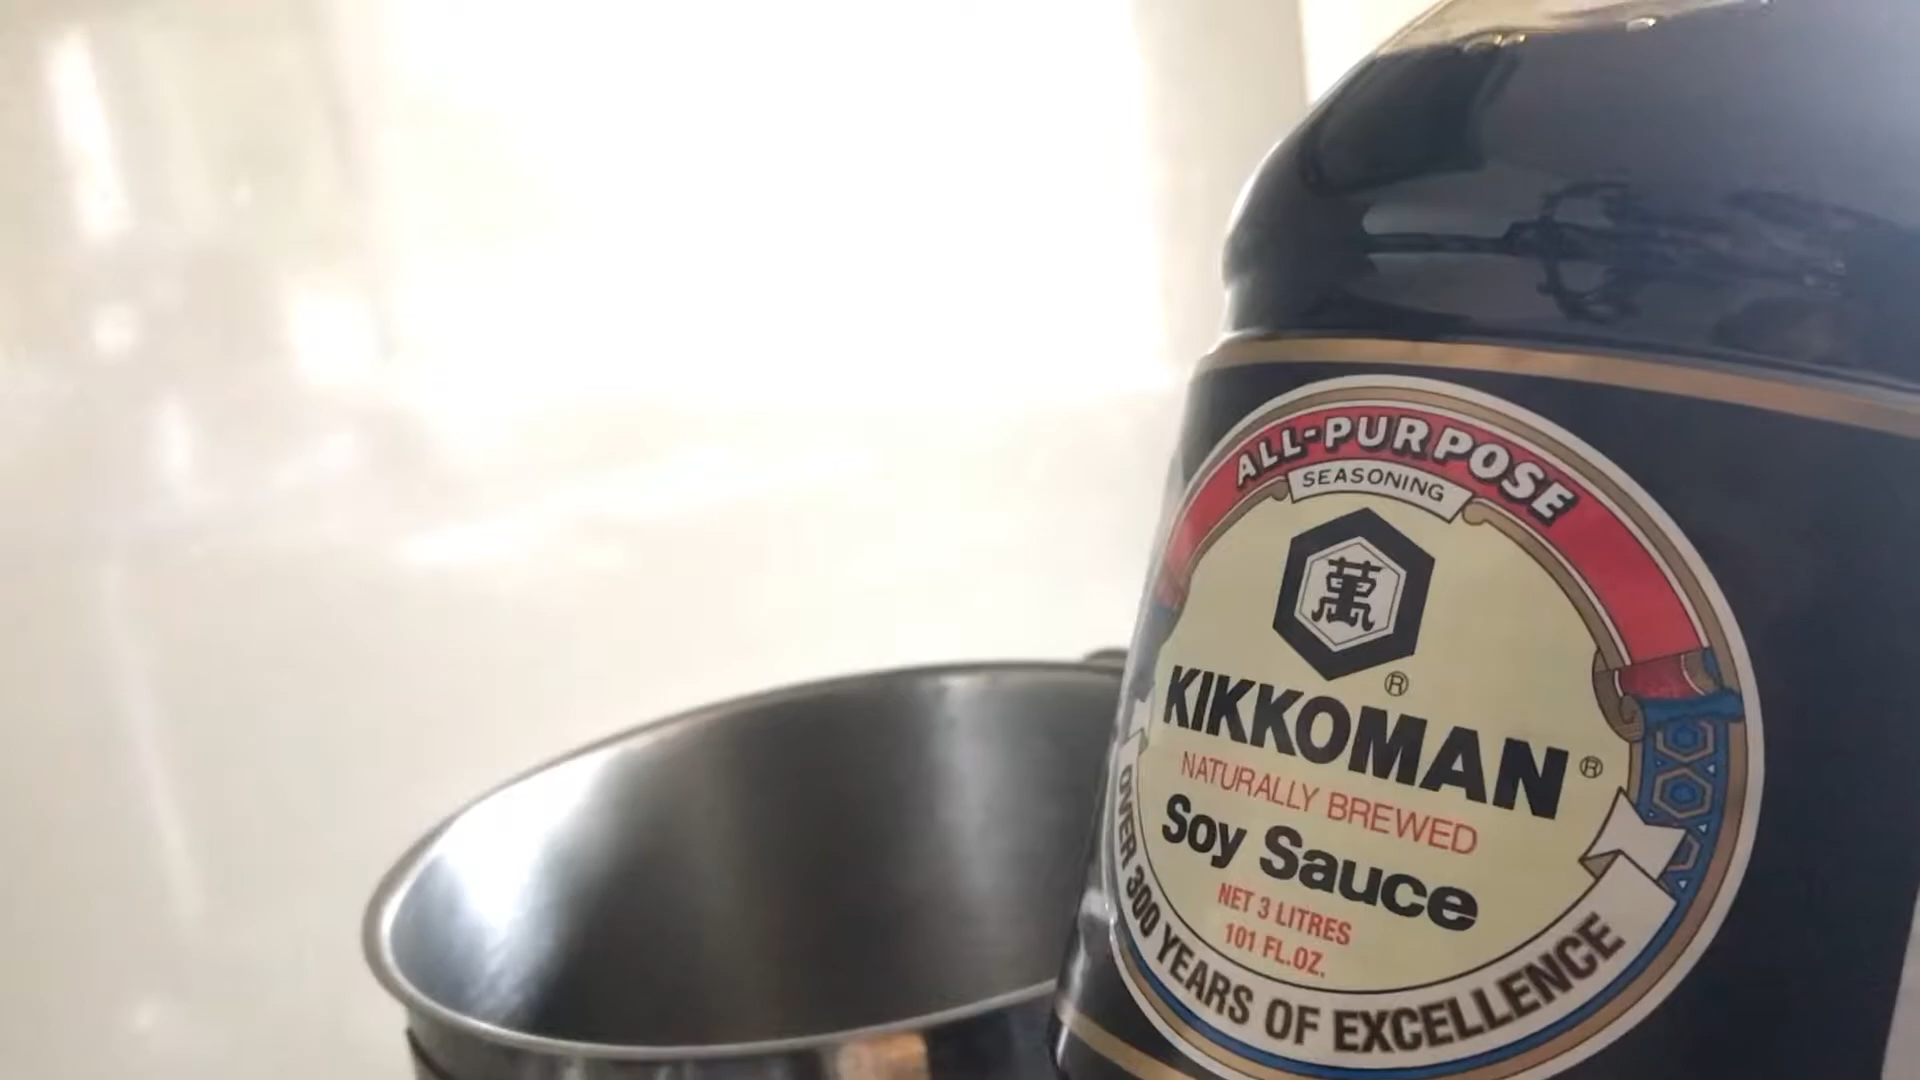 ALL-PURPOSE
SEASONING
萬
®
KIKKOMAN®
NATURALLY BREWED
Soy Sauce
NET 3 LITRES
101 FL.OZ.
OVER 300 YEARS OF EXCELLENCE